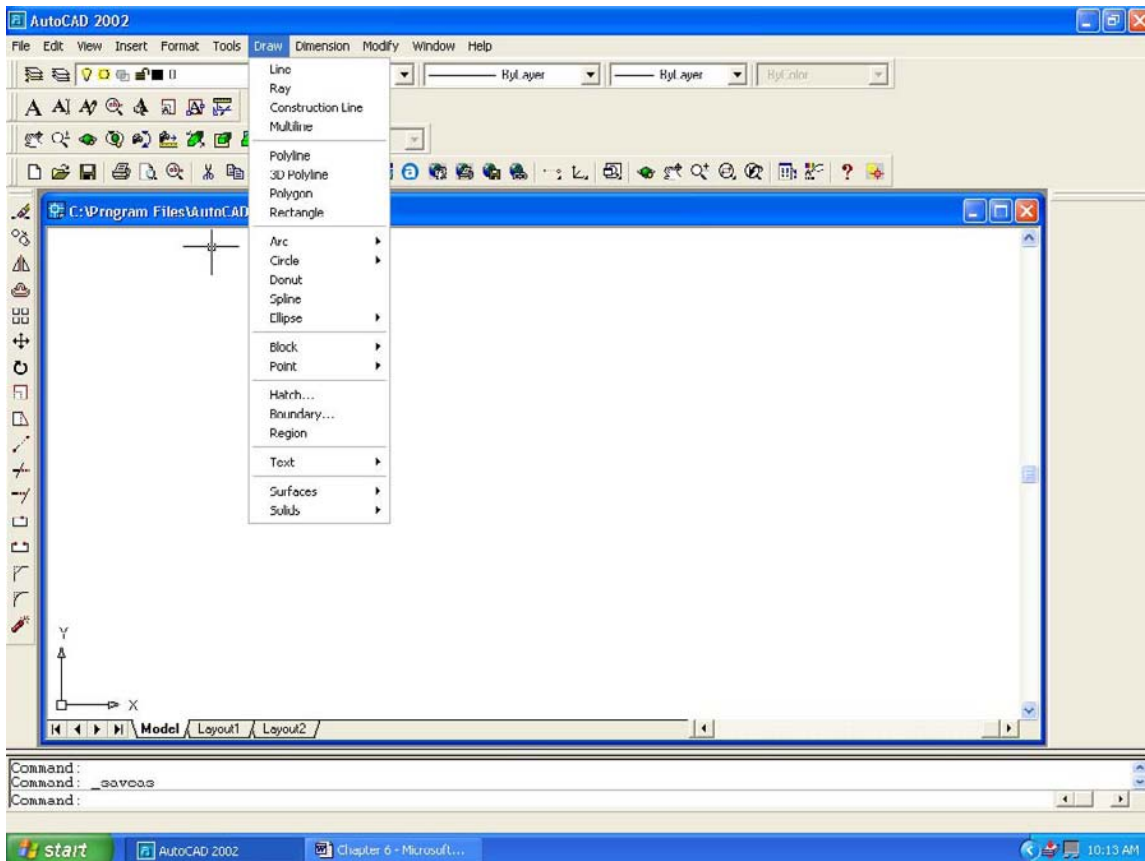 AutoCAD 2002
File Edit View Insert Format Tools Draw Dimension Modify Window Help
0 ByLayer ByLayer ByColor
C:\Program Files\AutoCAD
Line
Ray
Construction Line
Multiline
Polyline
3D Polyline
Polygon
Rectangle
Arc
Circle
Donut
Spline
Ellipse
Block
Point
Hatch...
Boundary...
Region
Text
Surfaces
Solids
Y
X
Model Layout1 Layout2
Command:
Command: _saveas
Command:
start AutoCAD 2002 Chapter 6 - Microsoft... 10:13 AM